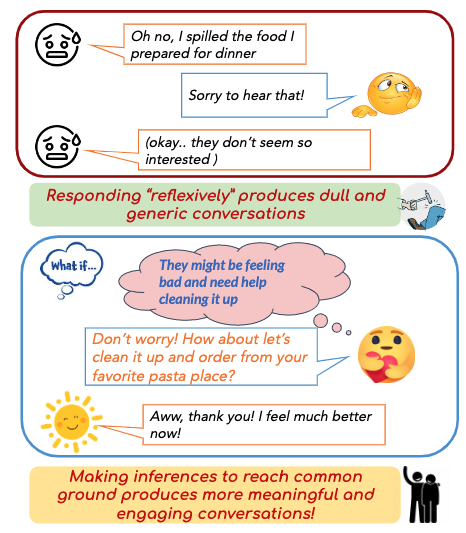 Oh no, I spilled the food I
prepared for dinner
Sorry to hear that!
(okay.. they don't seem so
interested )
Responding "reflexively" produces dull and
generic conversations
What if...
They might be feeling
bad and need help
cleaning it up
Don't worry! How about let's
clean it up and order from your
favorite pasta place?
Aww, thank you! I feel much better
now!
Making inferences to reach common
ground produces more meaningful and
engaging conversations!